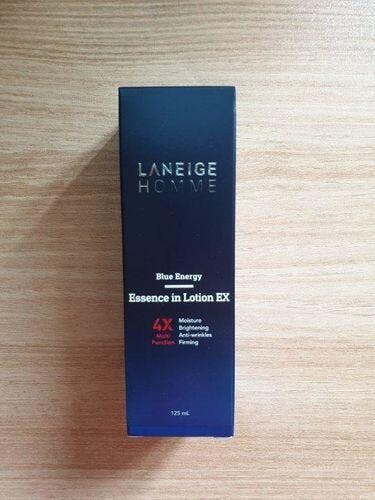 LANEIGE
HOMME
Blue Energy
Essence in Lotion EX
4X
Multi
Function
Moisture
Brightening
Anti-wrinkles
Firming
125 mL